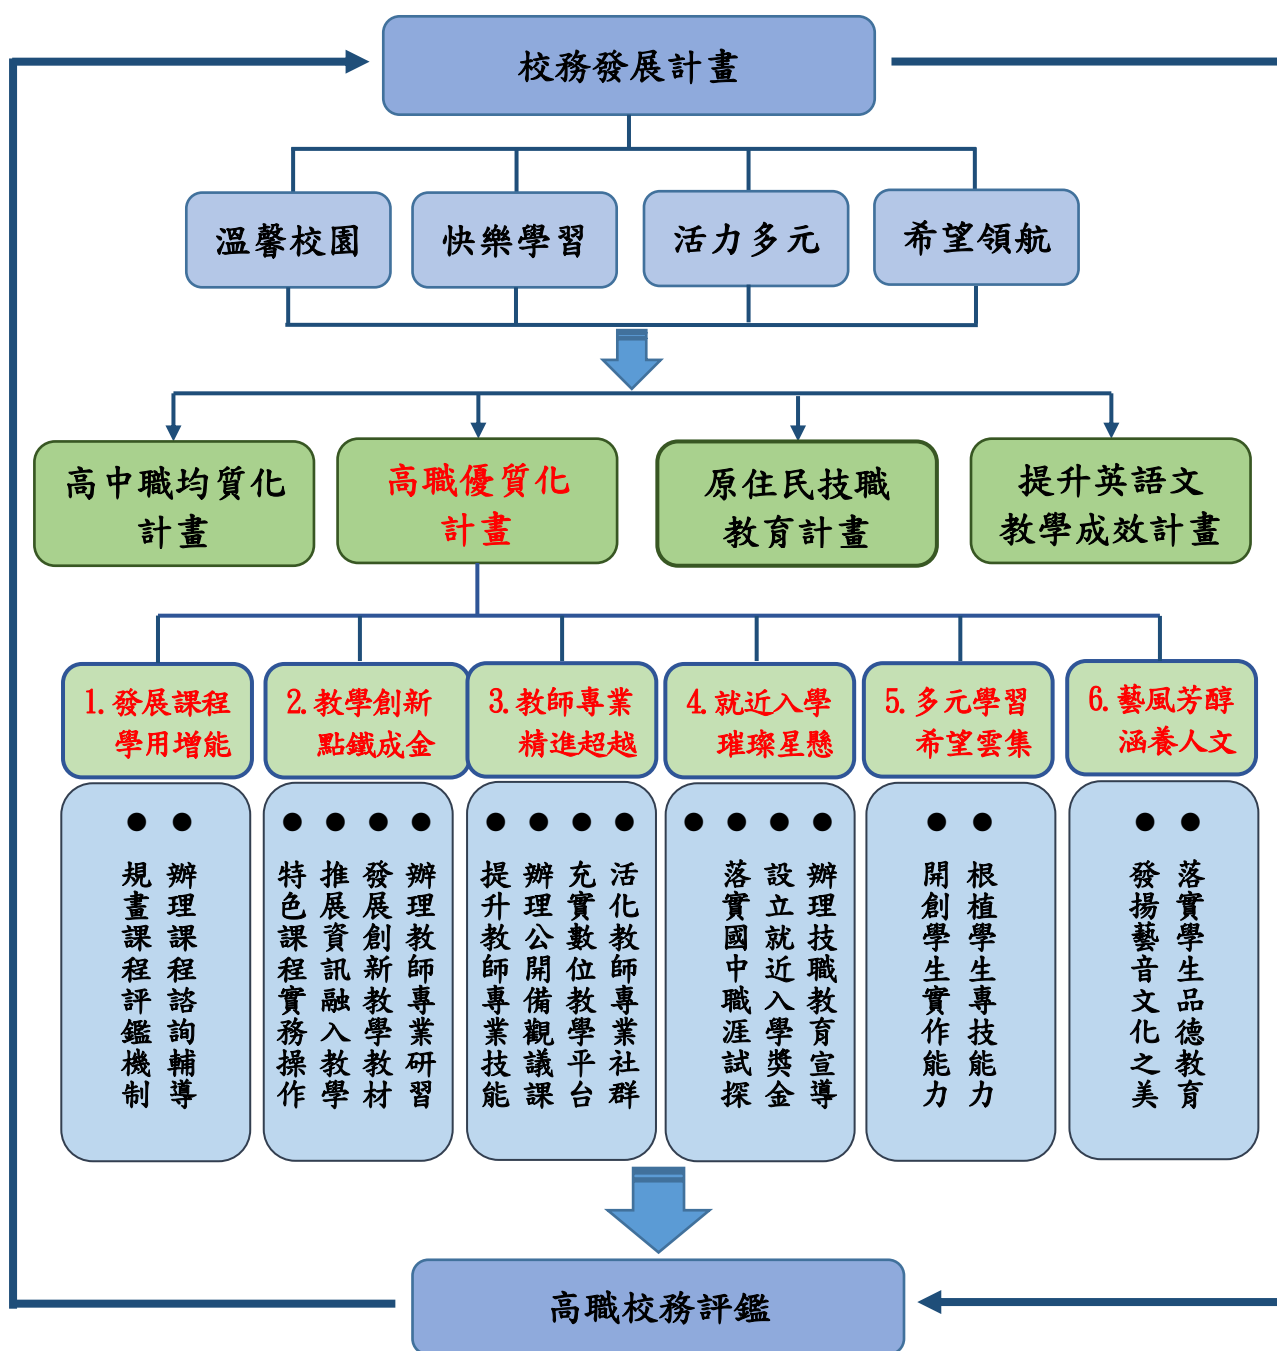 校務發展計畫
溫馨校園
快樂學習
活力多元
希望領航
高中職均質化
計畫
高職優質化
計畫
原住民技職
教育計畫
提升英語文
教學成效計畫
1.發展課程
學用增能
2.教學創新
點鐵成金
3.教師專業
精進超越
4.就近入學
璀璨星懸
5.多元學習
希望雲集
6.藝風芳醇
涵養人文
● 辦理課程諮詢輔導
● 規畫課程評鑑機制
● 辦理教師專業研習
● 發展創新教學教材
● 推展資訊融入教學
● 特色課程實務操作
● 活化教師專業社群
● 充實數位教學平台
● 辦理公開備觀議課
● 提升教師專業技能
● 辦理技職教育宣導
● 設立就近入學獎金
● 落實國中職涯試探
●
● 根植學生專技能力
● 開創學生實作能力
● 落實學生品德教育
● 發揚藝音文化之美
高職校務評鑑